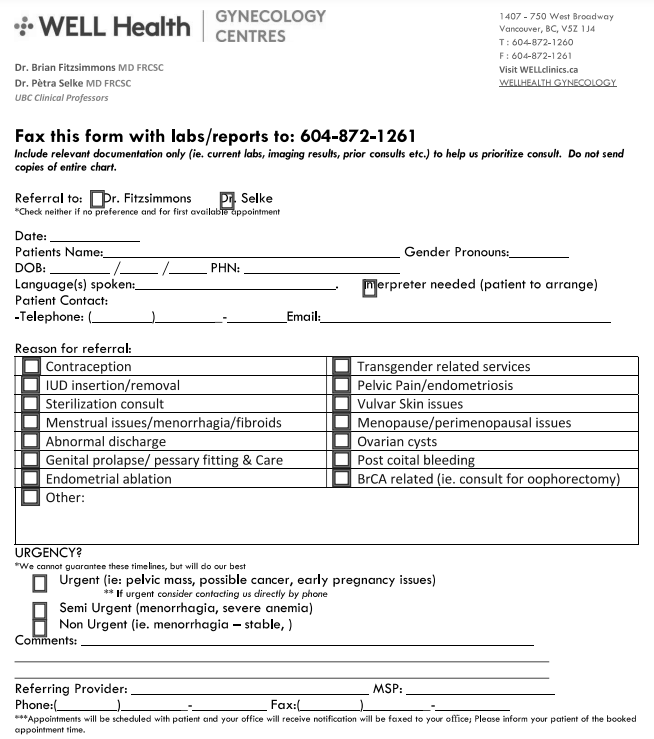 WELL Health GYNECOLOGY CENTRES
1407 - 750 West Broadway
Vancouver, BC, V5Z 1J4
T : 604-872-1260
F : 604-872-1261
Visit WELLclinics.ca
WELLHEALTH GYNECOLOGY
Dr. Brian Fitzsimmons MD FRCSC
Dr. Pètra Selke MD FRCSC
UBC Clinical Professors
Fax this form with labs/reports to: 604-872-1261
Include relevant documentation only (ie. current labs, imaging results, prior consults etc.) to help us prioritize consult. Do not send
copies of entire chart.
Referral to: Dr. Fitzsimmons Dr. Selke
*Check neither if no preference and for first available appointment
Date: ____________
Patients Name:____________ Gender Pronouns:________
DOB: ________ /_____ /_____ PHN: ____________
Language(s) spoken:____________. Interpreter needed (patient to arrange)
Patient Contact:
-Telephone: (________)________-________Email:____________
Reason for referral:
Contraception Transgender related services
IUD insertion/removal Pelvic Pain/endometriosis
Sterilization consult Vulvar Skin issues
Menstrual issues/menorrhagia/fibroids Menopause/perimenopausal issues
Abnormal discharge Ovarian cysts
Genital prolapse/ pessary fitting & Care Post coital bleeding
Endometrial ablation BrCA related (ie. consult for oophorectomy)
Other:
URGENCY?
*We cannot guarantee these timelines, but will do our best
Urgent (ie: pelvic mass, possible cancer, early pregnancy issues)
** If urgent consider contacting us directly by phone
Semi Urgent (menorrhagia, severe anemia)
Non Urgent (ie. menorrhagia – stable, )
Comments: ____________
Referring Provider: ____________ MSP: ____________
Phone:(________)________-________ Fax:(________)________-________
***Appointments will be scheduled with patient and your office will receive notification will be faxed to your office; Please inform your patient of the booked
appointment time.